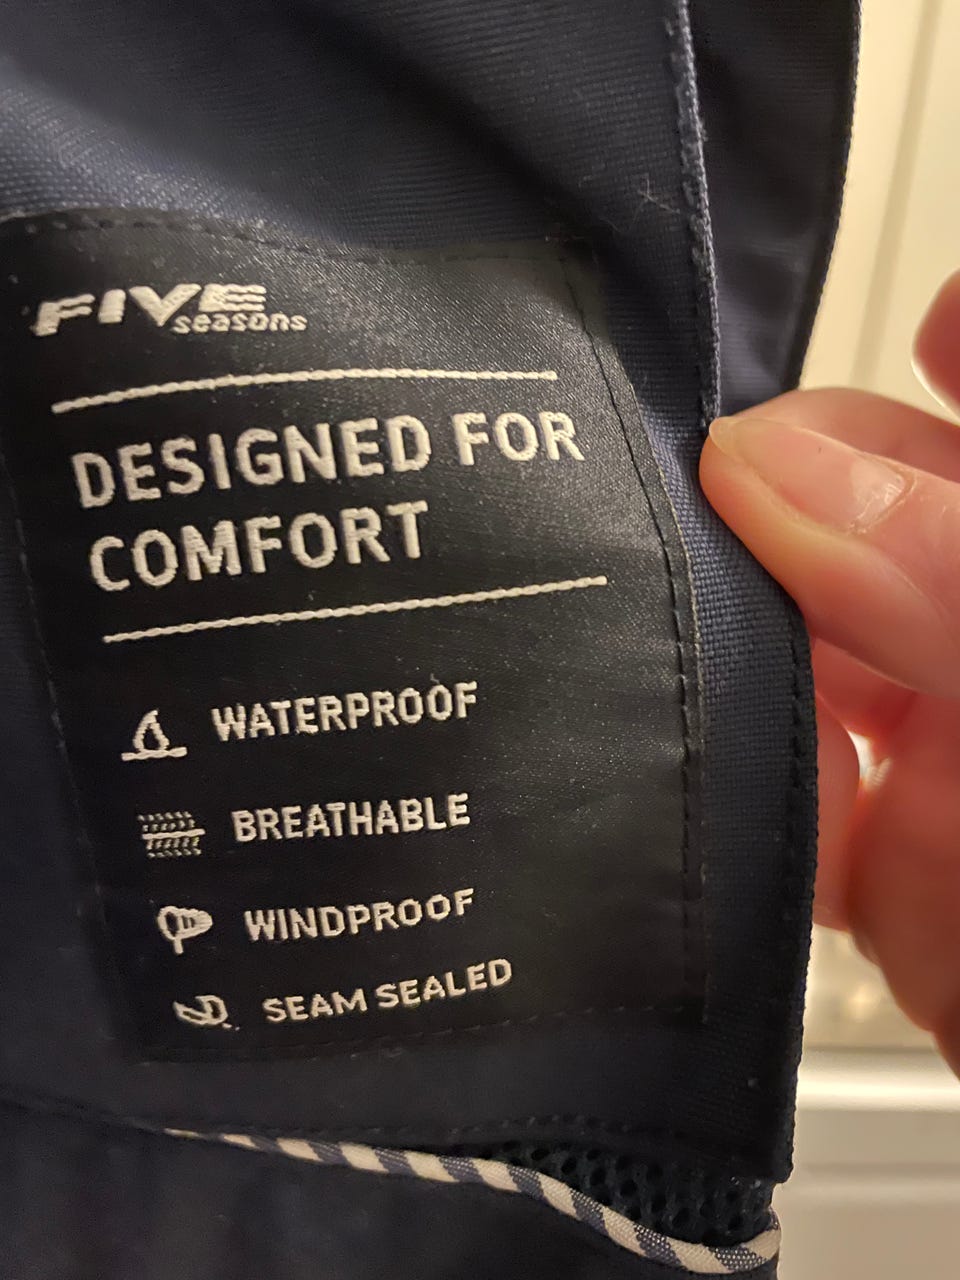 FIVE
seasons
DESIGNED FOR
COMFORT
WATERPROOF
BREATHABLE
WINDPROOF
SEAM SEALED